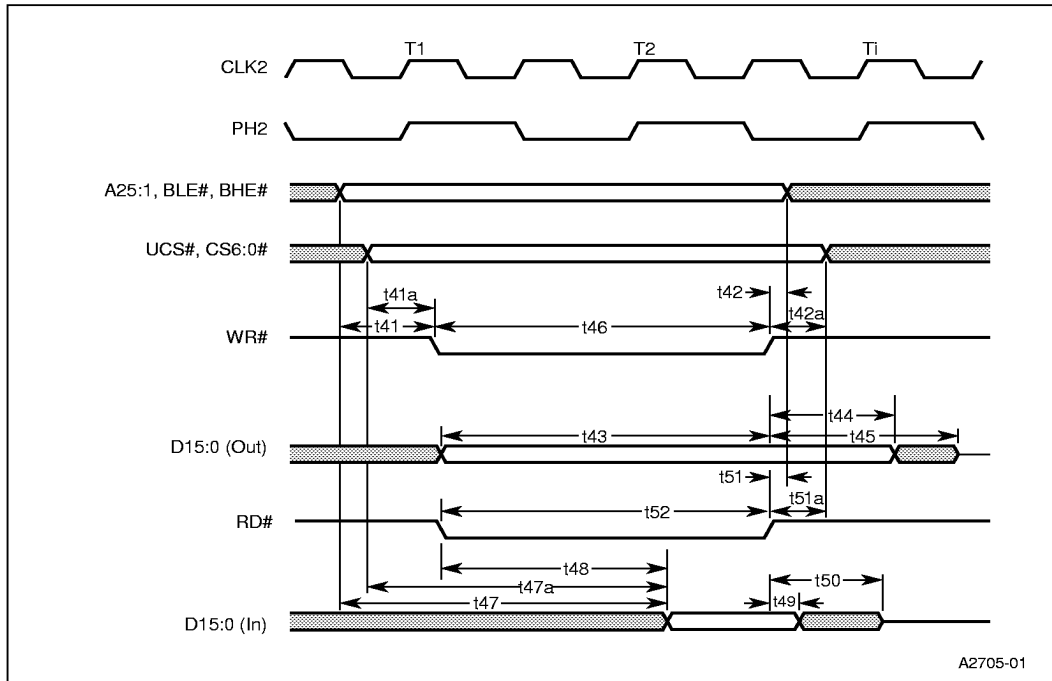 T1 T2 Ti
CLK2
PH2
A25:1, BLE#, BHE#
UCS#, CS6:0#
t41a t42
t42a
t41 t46
WR#
t44
t43 t45
D15:0 (Out)
t51
t51a
t52
RD#
t48 t50
t47a
t47 t49
D15:0 (In)
A2705-01